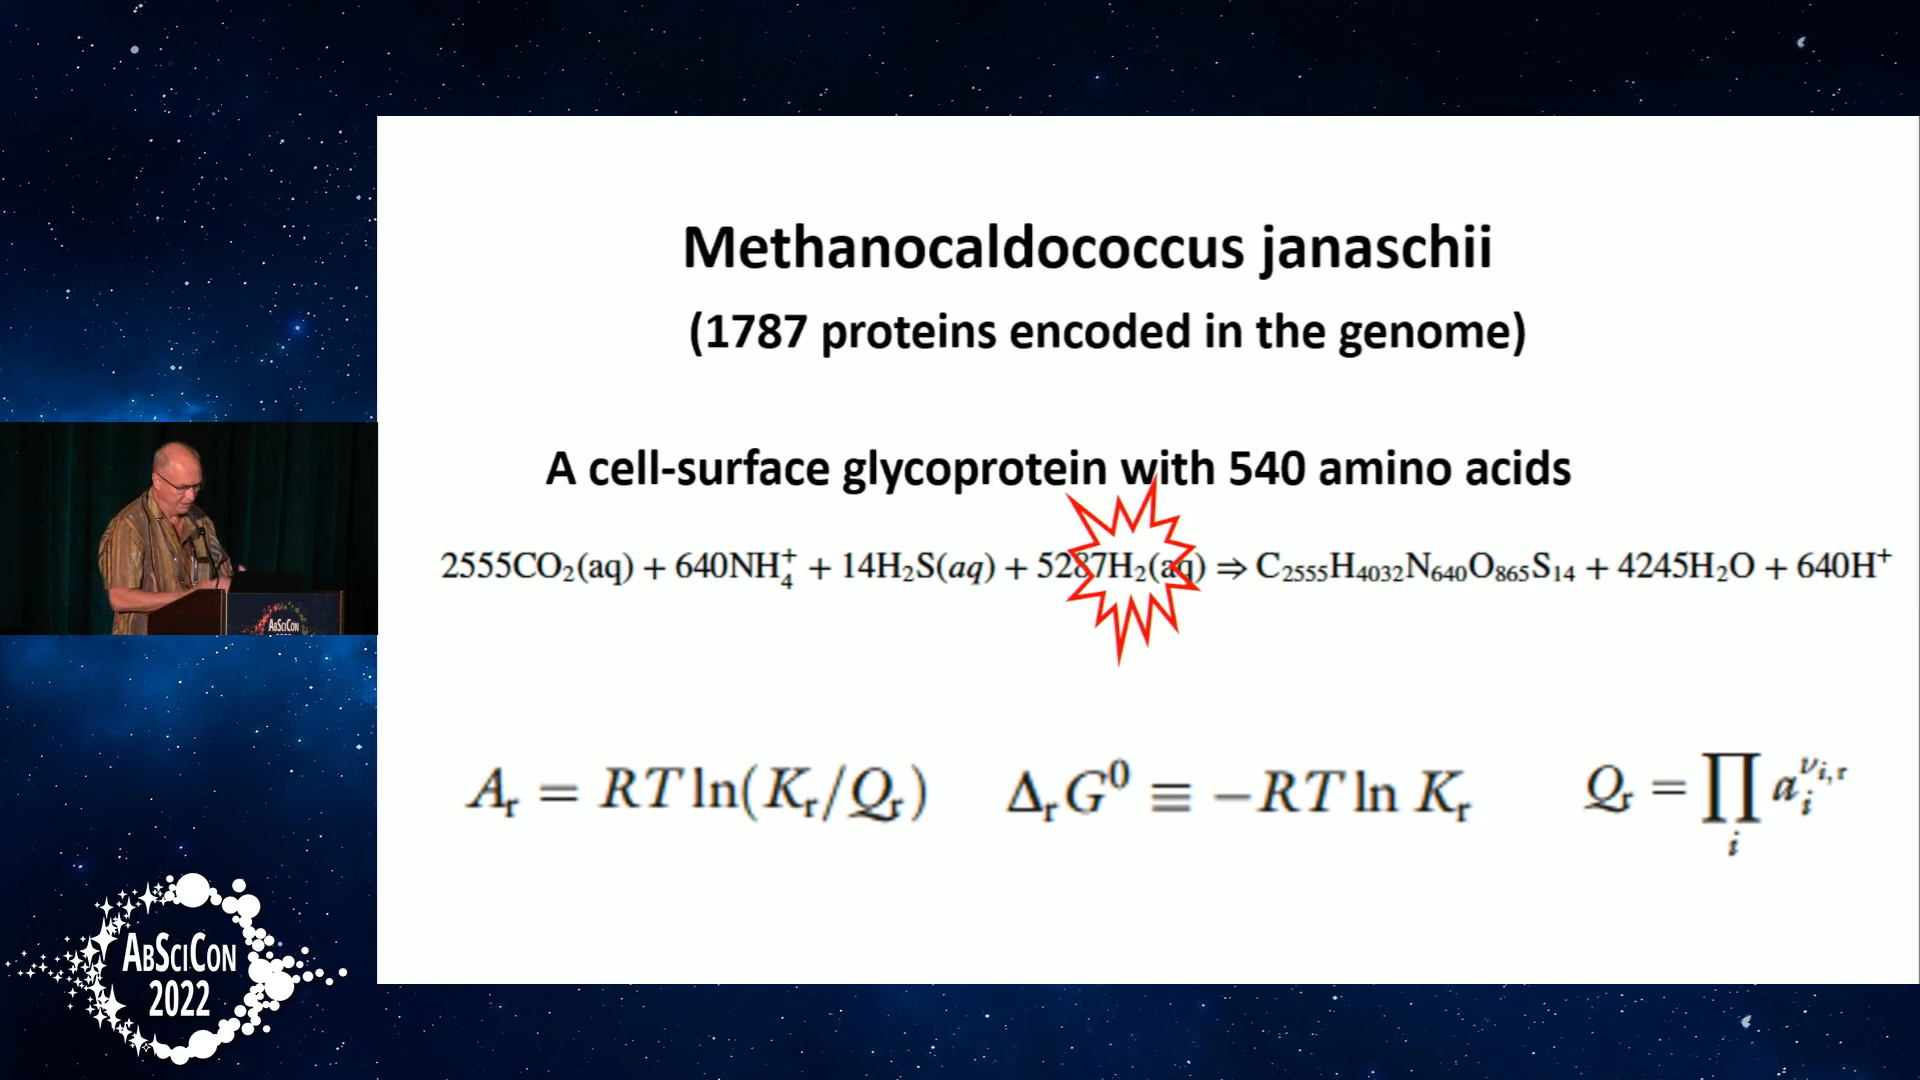 Methanocaldococcus janaschii
(1787 proteins encoded in the genome)
A cell-surface glycoprotein with 540 amino acids
2555CO₂(aq) + 640NH₄⁺ + 14H₂S(aq) + 5287H₂(aq) ⇒ C₂₅₅₅H₄₀₃₂N₆₄₀O₈₆₅S₁₄ + 4245H₂O + 640H⁺
Aᵣ = RT ln(Kᵣ/Qᵣ) ΔᵣG⁰ ≡ −RT ln Kᵣ Qᵣ = ∏ᵢ aᵢ^νᵢ,ᵣ
ABSCICON
ABSCICON
2022